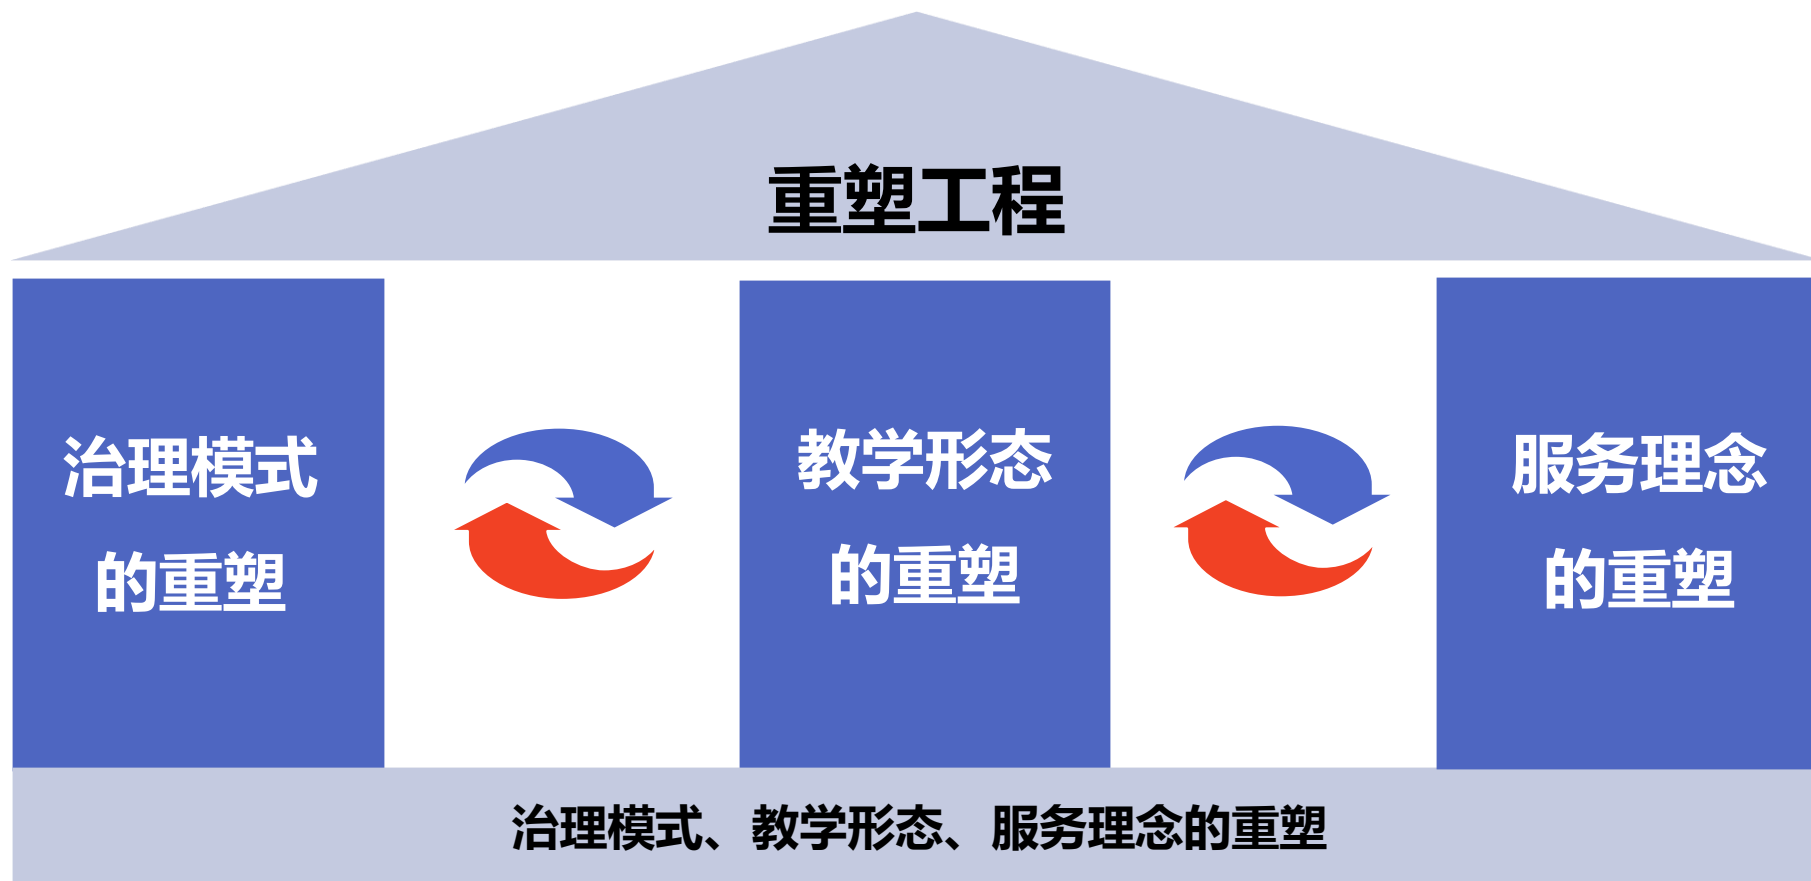 重塑工程
治理模式
的重塑
教学形态
的重塑
服务理念
的重塑
治理模式、教学形态、服务理念的重塑